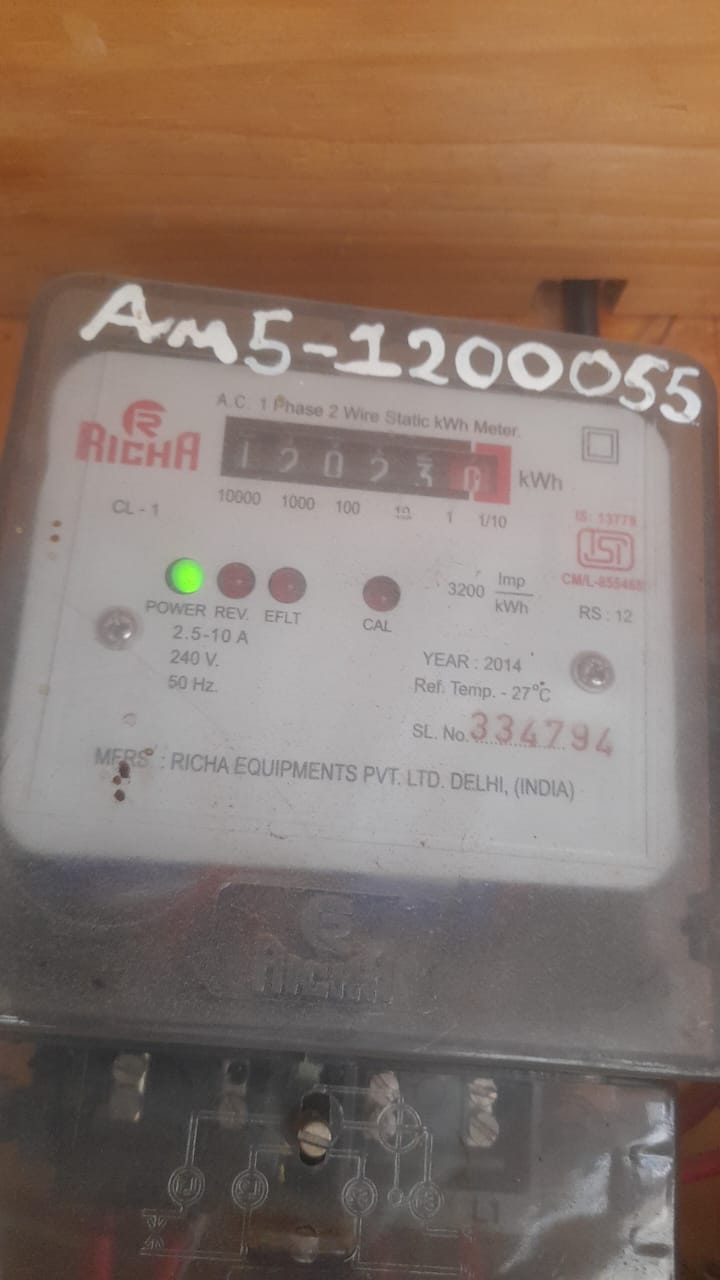 Am5-1200055
A.C. 1 Phase 2 Wire Static kWh Meter.
RICHA
1 2 0 2 3 kWh
10000 1000 100 10 1 1/10
CL - 1
IS: 13779
ISI
3200 Imp/kWh
RS : 12
POWER REV. EFLT CAL
2.5-10 A
240 V.
50 Hz.
YEAR : 2014
Ref. Temp. - 27°C
SL. No. 334794
MFRS : RICHA EQUIPMENTS PVT. LTD. DELHI, (INDIA)
RICHA
L1